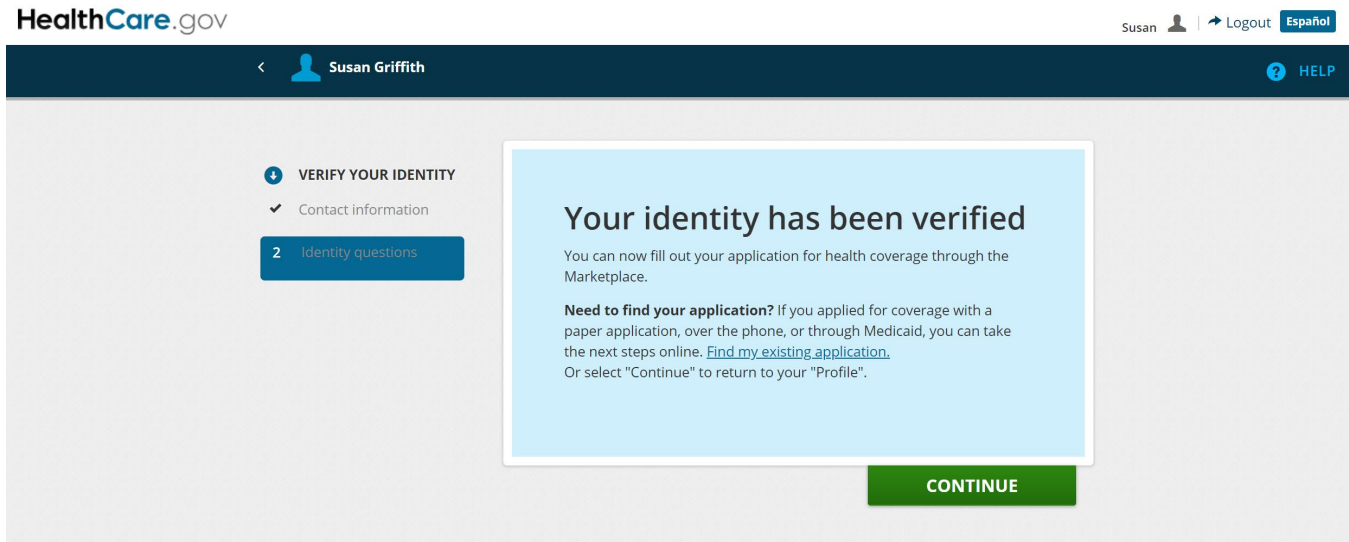 HealthCare.gov
Susan Logout Español
Susan Griffith
HELP
VERIFY YOUR IDENTITY
Contact information
2 Identity questions
Your identity has been verified
You can now fill out your application for health coverage through the
Marketplace.
Need to find your application? If you applied for coverage with a
paper application, over the phone, or through Medicaid, you can take
the next steps online. Find my existing application.
Or select "Continue" to return to your "Profile".
CONTINUE